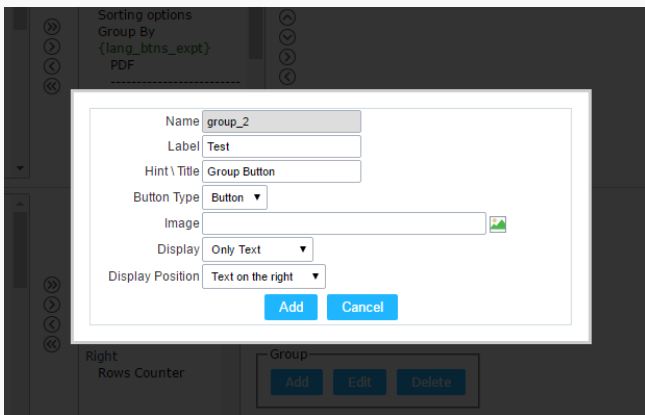 Sorting options
Group By
{lang_btns_expt}
PDF
------------------------
Name group_2
Label Test
Hint \ Title Group Button
Button Type Button
Image
Display Only Text
Display Position Text on the right
Add Cancel
Right
Rows Counter
Group
Add Edit Delete